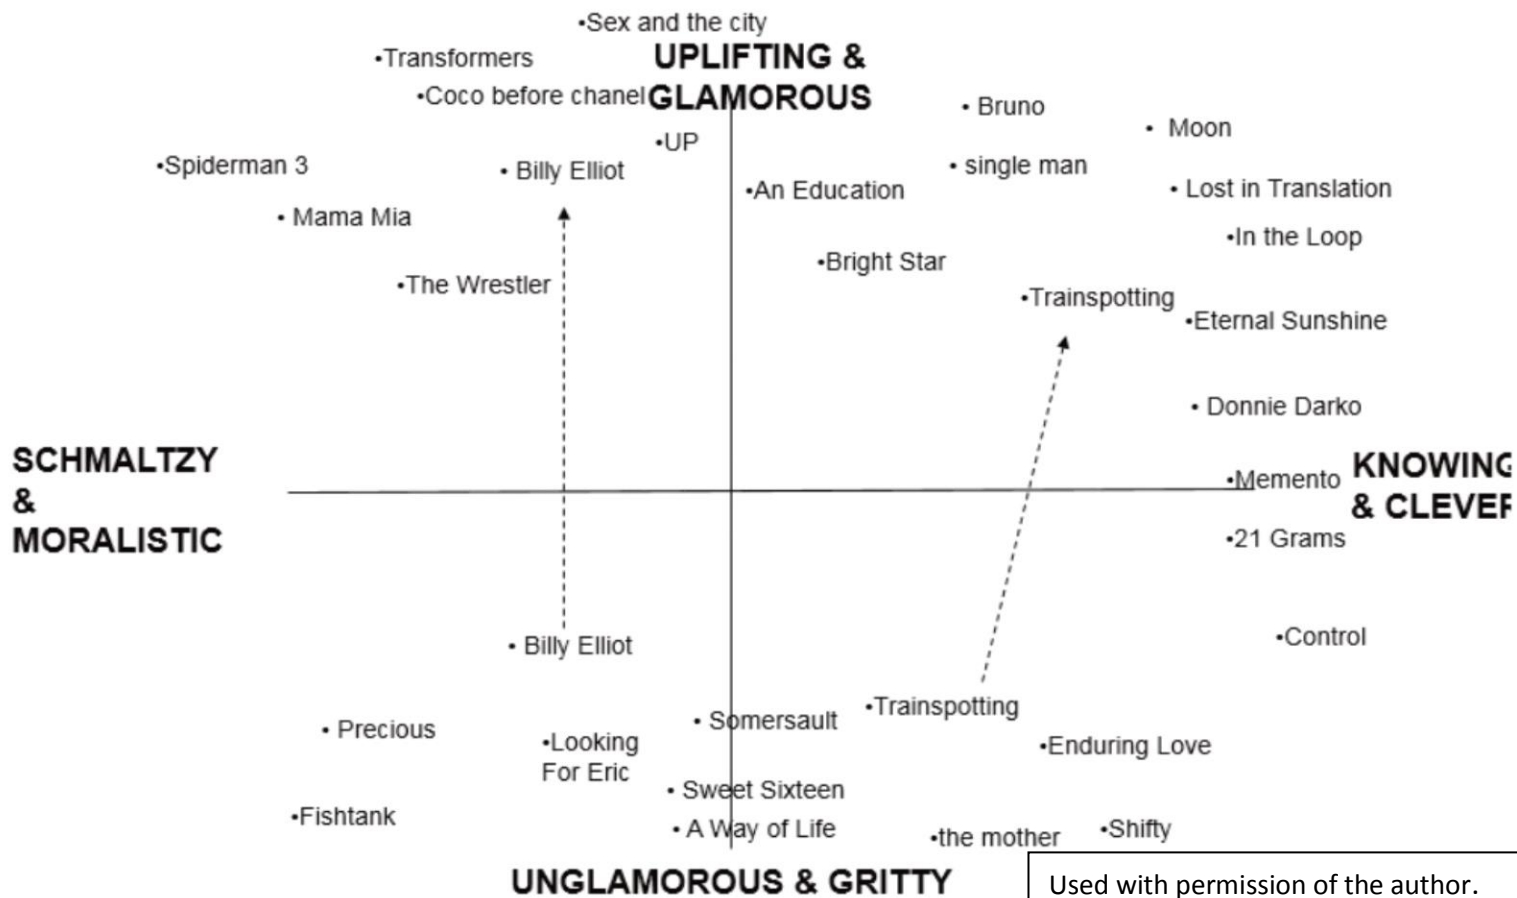 •Sex and the city
•Transformers
UPLIFTING &
•Coco before chanel
GLAMOROUS
• Bruno
• Moon
•UP
•Spiderman 3
• Billy Elliot
• single man
•An Education
• Lost in Translation
• Mama Mia
•In the Loop
•Bright Star
•The Wrestler
•Trainspotting
•Eternal Sunshine
• Donnie Darko
SCHMALTZY
&
MORALISTIC
•Memento
KNOWING
& CLEVER
•21 Grams
•Control
• Billy Elliot
•Trainspotting
• Somersault
• Precious
•Looking
For Eric
•Enduring Love
• Sweet Sixteen
•Fishtank
• A Way of Life
•the mother
•Shifty
UNGLAMOROUS & GRITTY
Used with permission of the author.